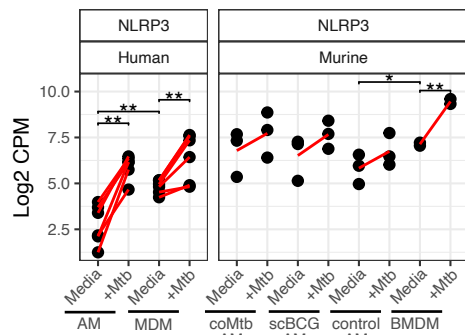 NLRP3 NLRP3
Human Murine
Log2 CPM
10.0
7.5
5.0
2.5
** ** ** * **
Media +Mtb Media +Mtb Media +Mtb Media +Mtb Media +Mtb Media +Mtb
AM MDM coMtb scBCG control BMDM